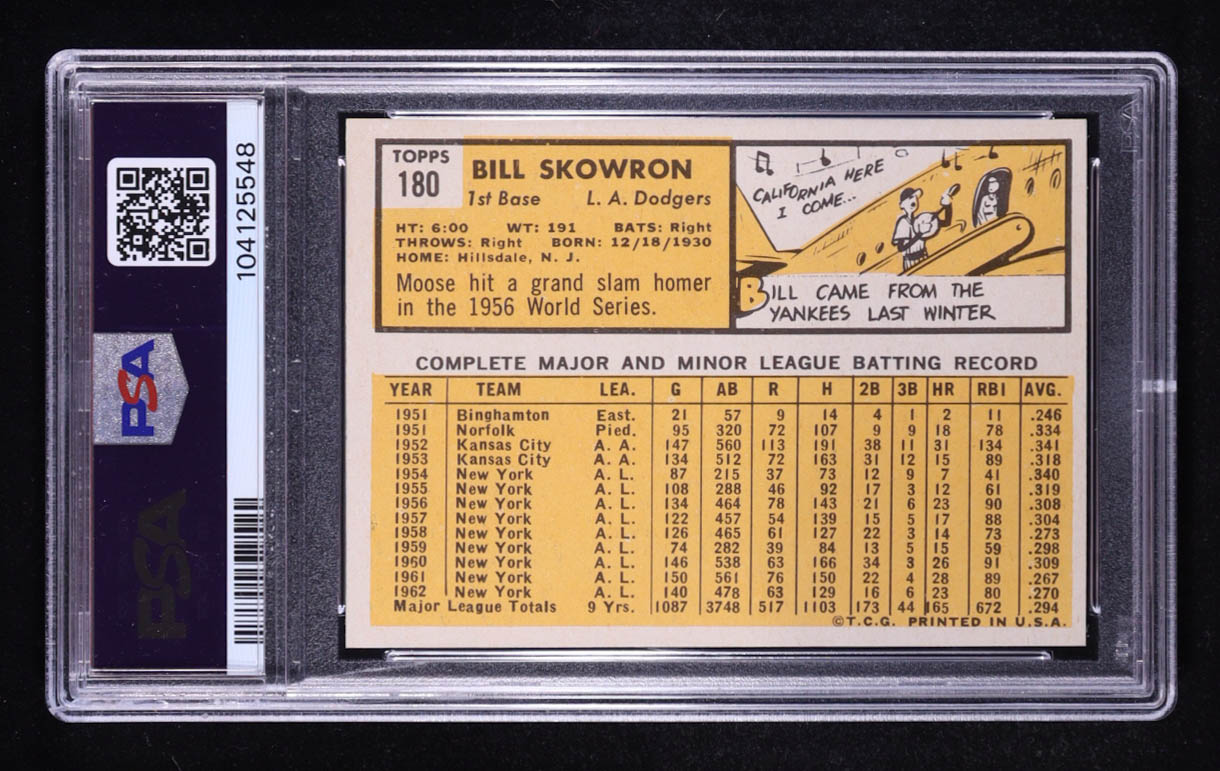 104125548
PSA
PSA
TOPPS
180
BILL SKOWRON
1st Base L. A. Dodgers
HT: 6:00 WT: 191 BATS: Right
THROWS: Right BORN: 12/18/1930
HOME: Hillsdale, N. J.
Moose hit a grand slam homer
in the 1956 World Series.
CALIFORNIA HERE
I COME...
BILL CAME FROM THE
YANKEES LAST WINTER
COMPLETE MAJOR AND MINOR LEAGUE BATTING RECORD
YEAR TEAM LEA. G AB R H 2B 3B HR RBI AVG.
1951 Binghamton East. 21 57 9 14 4 1 2 11 .246
1951 Norfolk Pied. 95 320 72 107 9 9 18 78 .334
1952 Kansas City A. A. 147 560 113 191 38 11 31 134 .341
1953 Kansas City A. A. 134 512 72 163 31 12 15 89 .318
1954 New York A. L. 87 215 37 73 12 9 7 41 .340
1955 New York A. L. 108 288 46 92 17 3 12 61 .319
1956 New York A. L. 134 464 78 143 21 6 23 90 .308
1957 New York A. L. 122 457 54 139 15 5 17 88 .304
1958 New York A. L. 126 465 61 127 22 3 14 73 .273
1959 New York A. L. 74 282 39 84 13 5 15 59 .298
1960 New York A. L. 146 538 63 166 34 3 26 91 .309
1961 New York A. L. 150 561 76 150 22 4 28 89 .267
1962 New York A. L. 140 478 63 129 16 6 23 80 .270
Major League Totals 9 Yrs. 1087 3748 517 1103 173 44 165 672 .294
©T.C.G. PRINTED IN U.S.A.